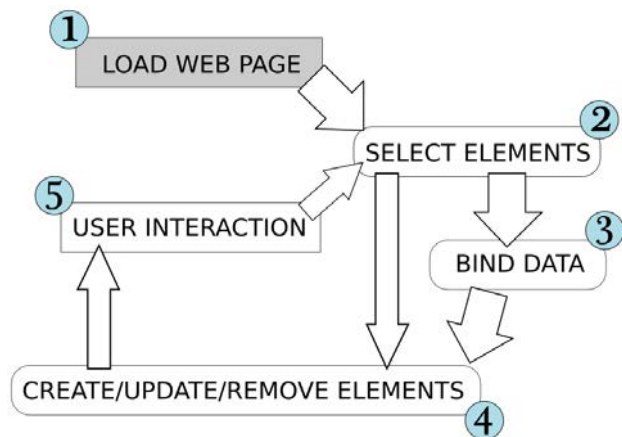 1
LOAD WEB PAGE
2
SELECT ELEMENTS
5
USER INTERACTION
3
BIND DATA
CREATE/UPDATE/REMOVE ELEMENTS
4